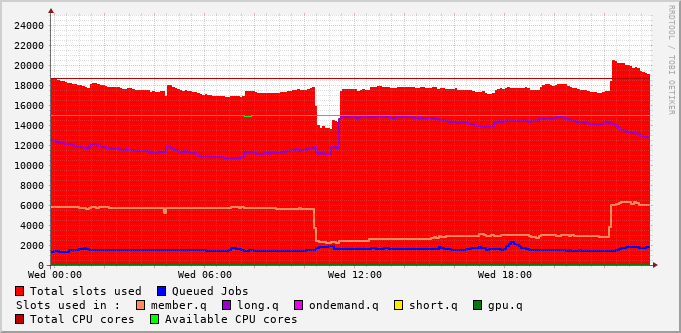 24000
22000
20000
18000
16000
14000
12000
10000
8000
6000
4000
2000
0
Wed 00:00 Wed 06:00 Wed 12:00 Wed 18:00
Total slots used Queued Jobs
Slots used in : member.q long.q ondemand.q short.q gpu.q
Total CPU cores Available CPU cores
RRDTOOL / TOBI OETIKER